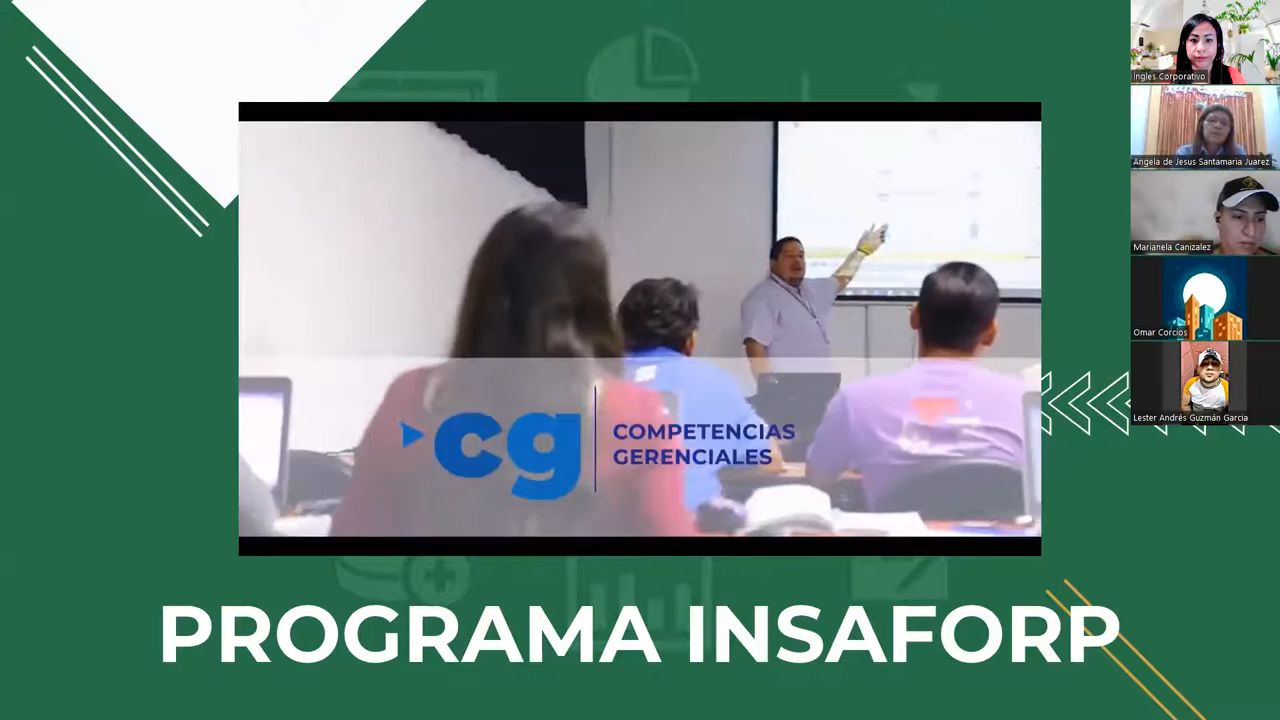 cg
COMPETENCIAS
GERENCIALES
PROGRAMA INSAFORP
Ingles Corporativo
Angela de Jesus Santamaria Juarez
Marianela Canizalez
Omar Corcios
Lester Andrés Guzmán Garcia